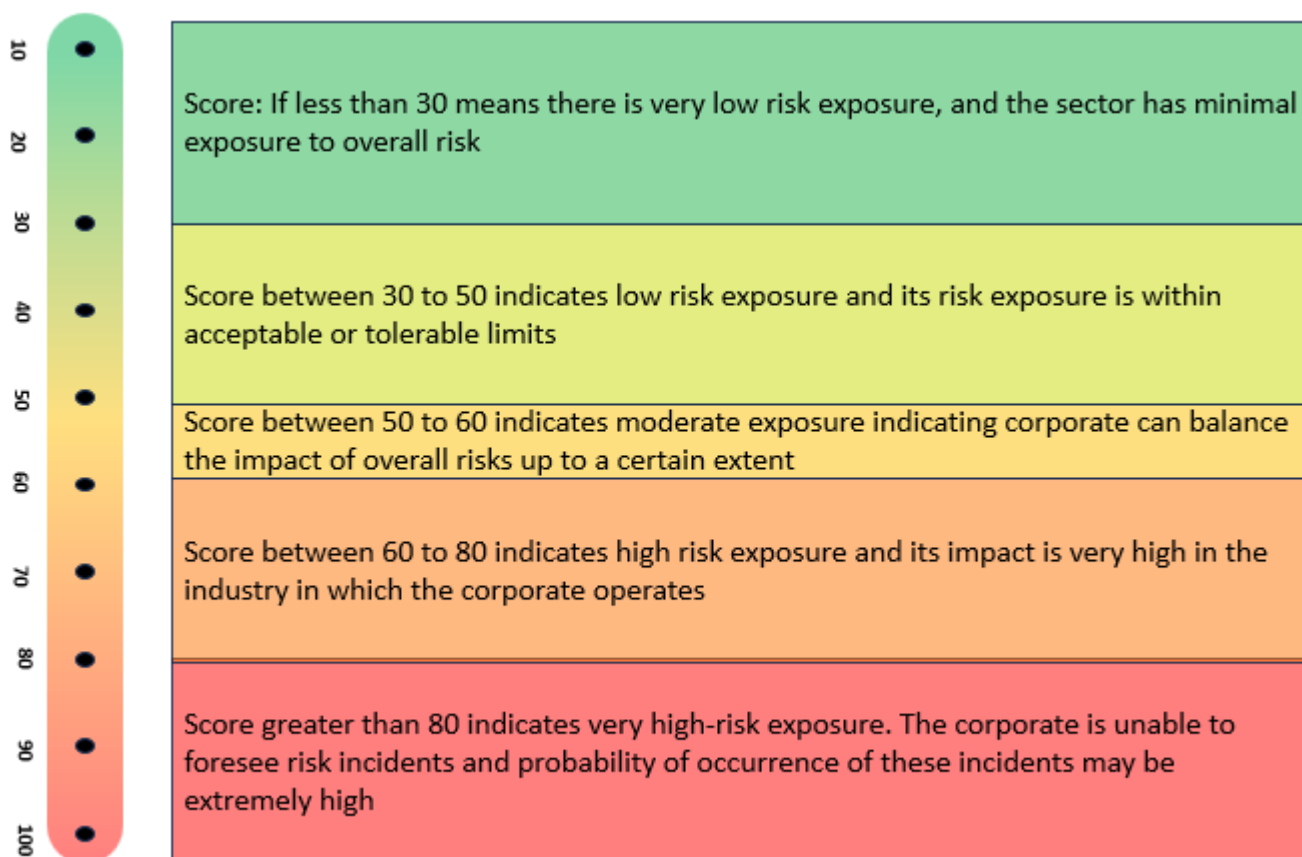 10
20
30
40
50
60
70
80
90
100
Score: If less than 30 means there is very low risk exposure, and the sector has minimal
exposure to overall risk
Score between 30 to 50 indicates low risk exposure and its risk exposure is within
acceptable or tolerable limits
Score between 50 to 60 indicates moderate exposure indicating corporate can balance
the impact of overall risks up to a certain extent
Score between 60 to 80 indicates high risk exposure and its impact is very high in the
industry in which the corporate operates
Score greater than 80 indicates very high-risk exposure. The corporate is unable to
foresee risk incidents and probability of occurrence of these incidents may be
extremely high